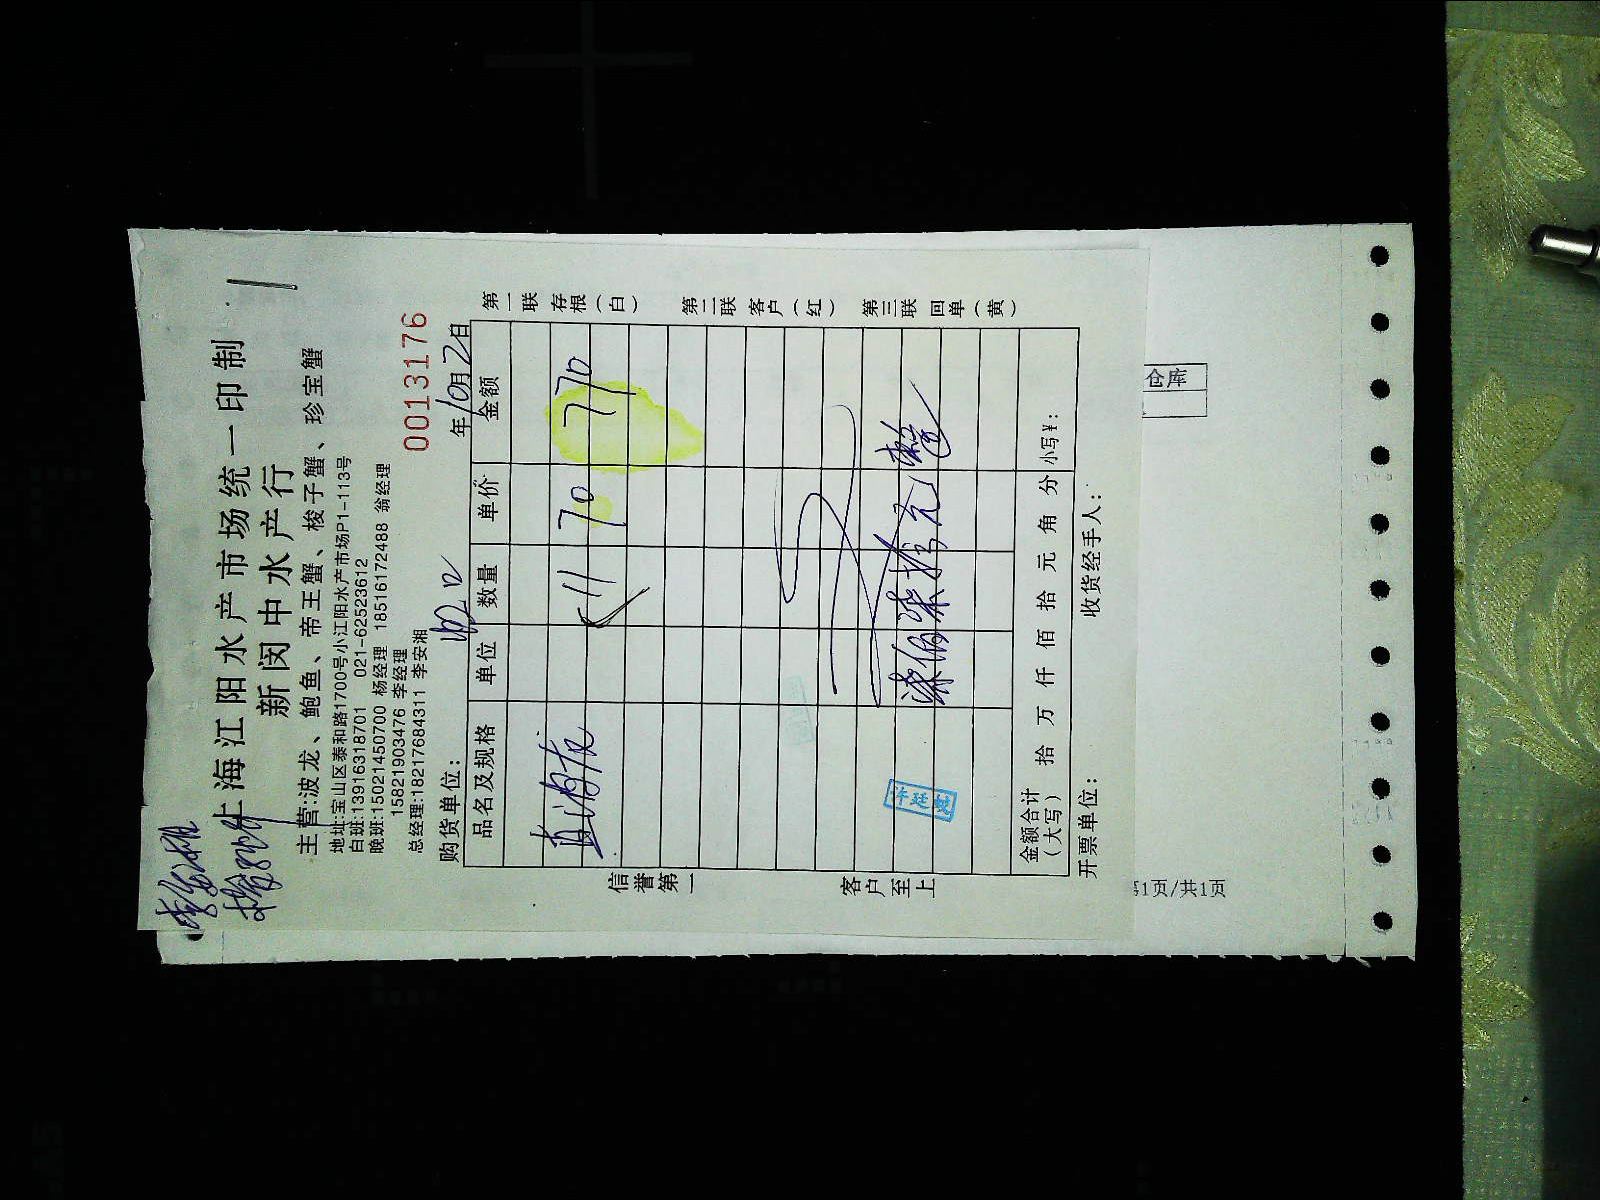 上海江阳水产市场统一印制
新闵中水产行
主营:波龙、鲍鱼、帝王蟹、梭子蟹、珍宝蟹
地址:宝山区泰和路1700号小江阳水产市场P1-113号
白班:13916318701 021-62523612
晚班:15021450700 杨经理 18516172488 翁经理
15821903476 李经理
总经理:18217684311 李安湘
0013176
购货单位: 年10月2日
品名及规格 单位 数量 单价 金额
11 70 770
金额合计(大写) 拾 万 仟 佰 拾 元 角 分 小写¥:
开票单位: 收货经手人:
信誉第一
客户至上
第一联 存根(白)
第二联 客户(红)
第三联 回单(黄)
仓库
1页/共1页